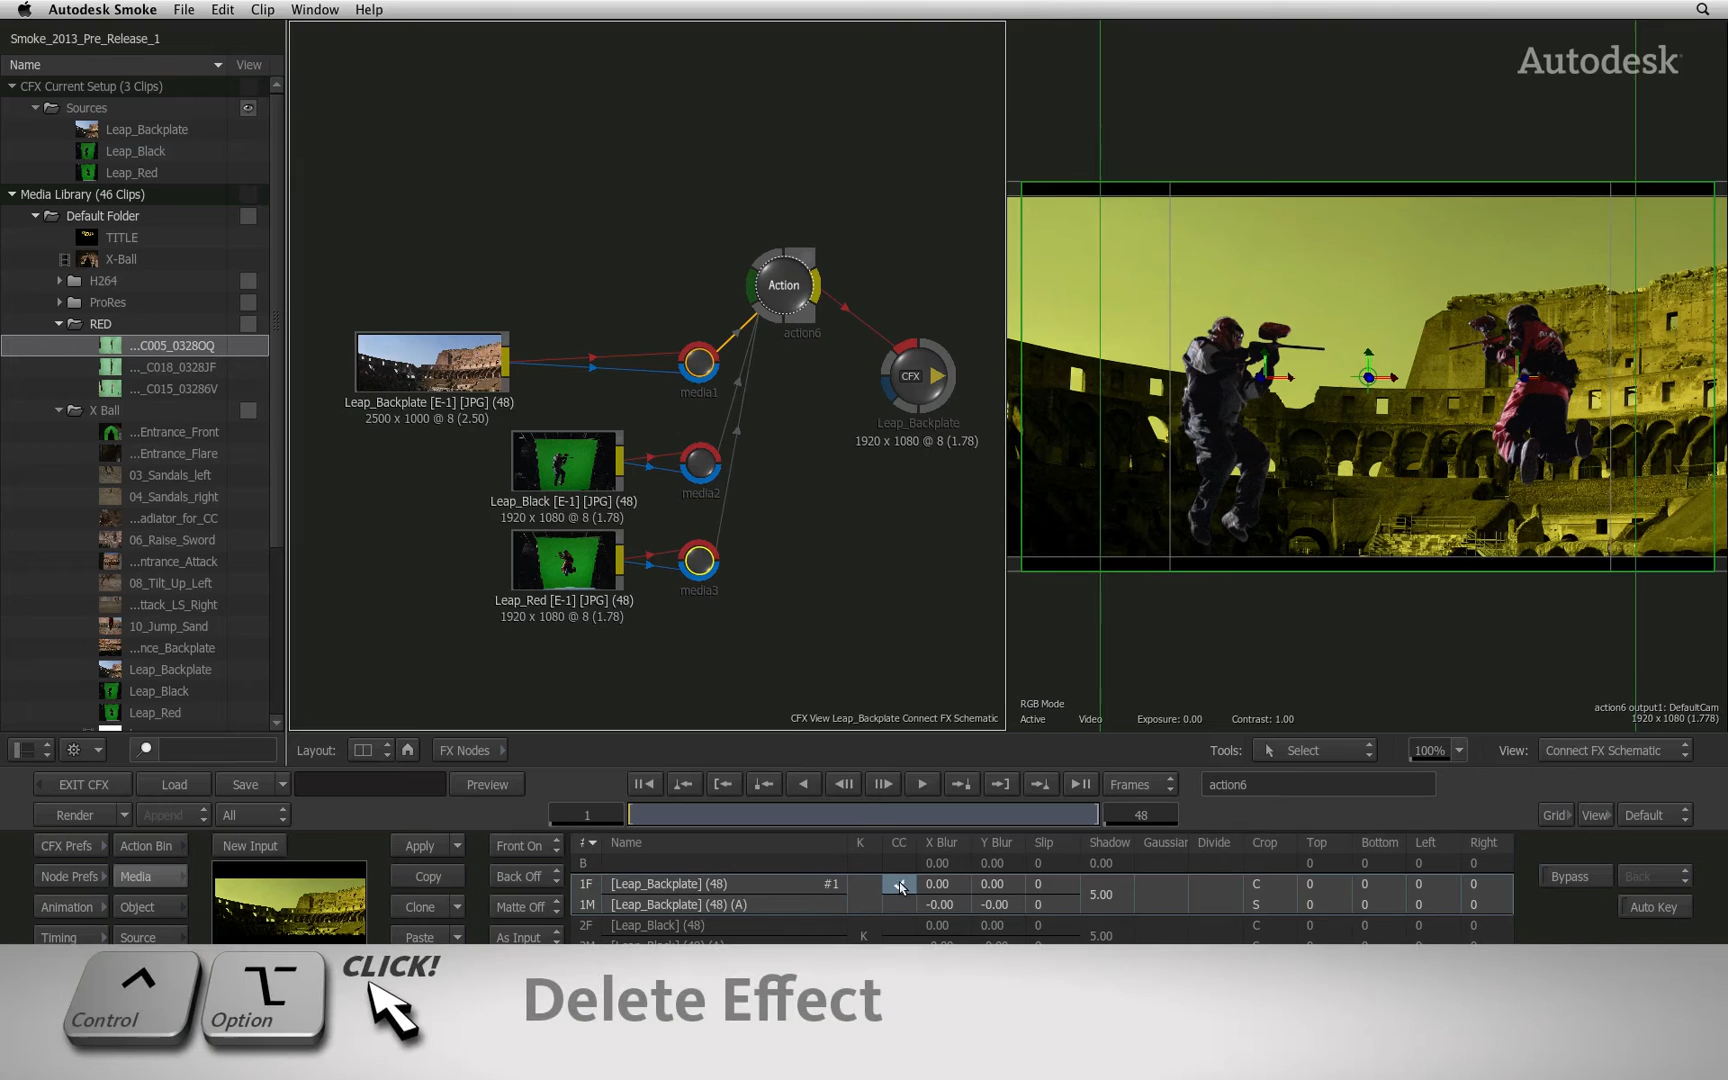 Autodesk Smoke File Edit Clip Window Help
Smoke_2013_Pre_Release_1
Name View
CFX Current Setup (3 Clips)
Sources
Leap_Backplate
Leap_Black
Leap_Red
Media Library (46 Clips)
Default Folder
TITLE
X-Ball
H264
ProRes
RED
...C005_0328OQ
..._C018_0328JF
..._C015_03286V
X Ball
...Entrance_Front
...Entrance_Flare
03_Sandals_left
04_Sandals_right
...adiator_for_CC
06_Raise_Sword
...ntrance_Attack
08_Tilt_Up_Left
...ttack_LS_Right
10_Jump_Sand
...nce_Backplate
Leap_Backplate
Leap_Black
Leap_Red
Action
action6
Leap_Backplate [E-1] [JPG] (48)
2500 x 1000 @ 8 (2.50)
media1
CFX
Leap_Backplate
1920 x 1080 @ 8 (1.78)
Leap_Black [E-1] [JPG] (48)
1920 x 1080 @ 8 (1.78)
media2
Leap_Red [E-1] [JPG] (48)
1920 x 1080 @ 8 (1.78)
media3
CFX View Leap_Backplate Connect FX Schematic
Autodesk
RGB Mode
Active Video Exposure: 0.00 Contrast: 1.00
action6 output1: DefaultCam
1920 x 1080 (1.778)
Layout: FX Nodes Tools: Select 100% View: Connect FX Schematic
EXIT CFX Load Save Preview Frames action6
Render Append All 1 48 Grid View Default
CFX Prefs Action Bin New Input Apply Front On
Node Prefs Media Copy Back Off
Animation Object Clone Matte Off
Timing Source Paste As Input
# Name K CC X Blur Y Blur Slip Shadow Gaussian Divide Crop Top Bottom Left Right
B 0.00 0.00 0 0.00 0 0 0 0
1F [Leap_Backplate] (48) #1 0.00 0.00 0 5.00 C 0 0 0 0
1M [Leap_Backplate] (48) (A) -0.00 -0.00 0 S 0 0 0 0
2F [Leap_Black] (48) K 0.00 0.00 0 5.00 C 0 0 0 0
Bypass Back
Auto Key
Control
Option
CLICK!
Delete Effect